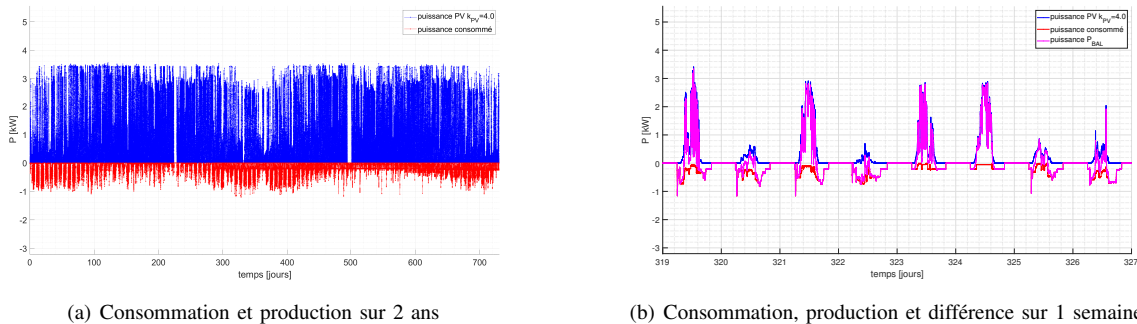 puissance PV k_PV=4.0
puissance consommé
P [kW]
5
4
3
2
1
0
-1
-2
-3
0 100 200 300 400 500 600 700
temps [jours]
(a) Consommation et production sur 2 ans
puissance PV k_PV=4.0
puissance consommé
puissance P_BAL
P [kW]
5
4
3
2
1
0
-1
-2
-3
319 320 321 322 323 324 325 326 327
temps [jours]
(b) Consommation, production et différence sur 1 semaine